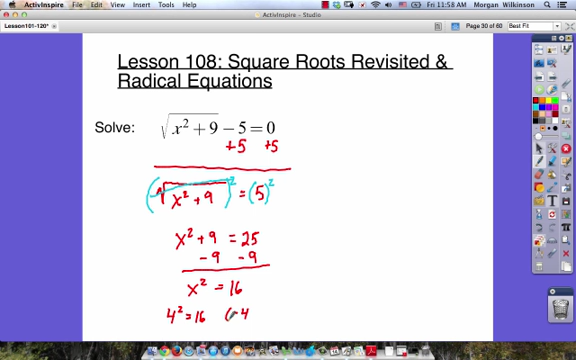 ActivInspire File Edit View Insert Tools Help Fri 11:58 AM Morgan Wilkinson
ActivInspire - Studio
Lesson101-120* Page 30 of 60 Best Fit
Lesson 108: Square Roots Revisited &
Radical Equations
Solve: √(x² + 9) − 5 = 0
+5 +5
(√(x² + 9))² = (5)²
x² + 9 = 25
− 9 − 9
x² = 16
4² = 16 (−4